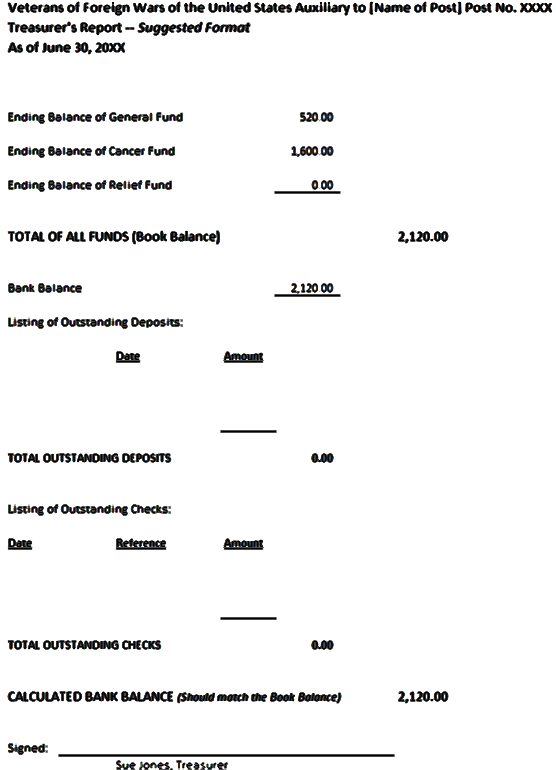 Veterans of Foreign Wars of the United States Auxiliary to [Name of Post] Post No. XXXX
Treasurer's Report -- Suggested Format
As of June 30, 20XX
Ending Balance of General Fund 520.00
Ending Balance of Cancer Fund 1,600.00
Ending Balance of Relief Fund 0.00
TOTAL OF ALL FUNDS (Book Balance) 2,120.00
Bank Balance 2,120.00
Listing of Outstanding Deposits:
Date Amount
TOTAL OUTSTANDING DEPOSITS 0.00
Listing of Outstanding Checks:
Date Reference Amount
TOTAL OUTSTANDING CHECKS 0.00
CALCULATED BANK BALANCE (Should match the Book Balance) 2,120.00
Signed:
Sue Jones, Treasurer